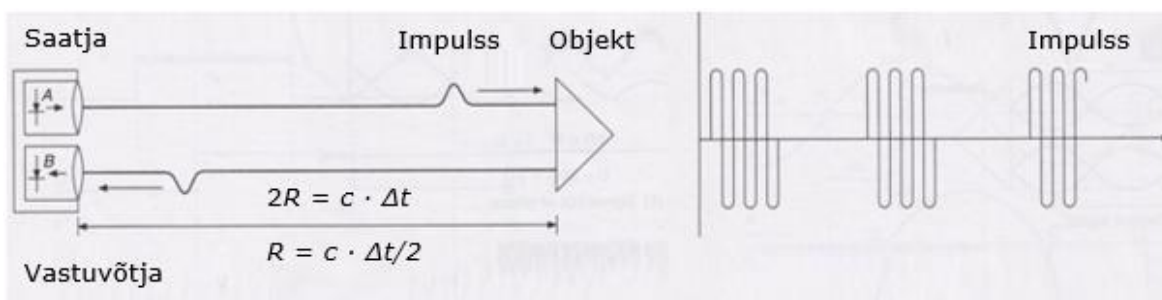 Saatja
Impulss
Objekt
Impulss
A
B
2R = c · Δt
R = c · Δt/2
Vastuvõtja